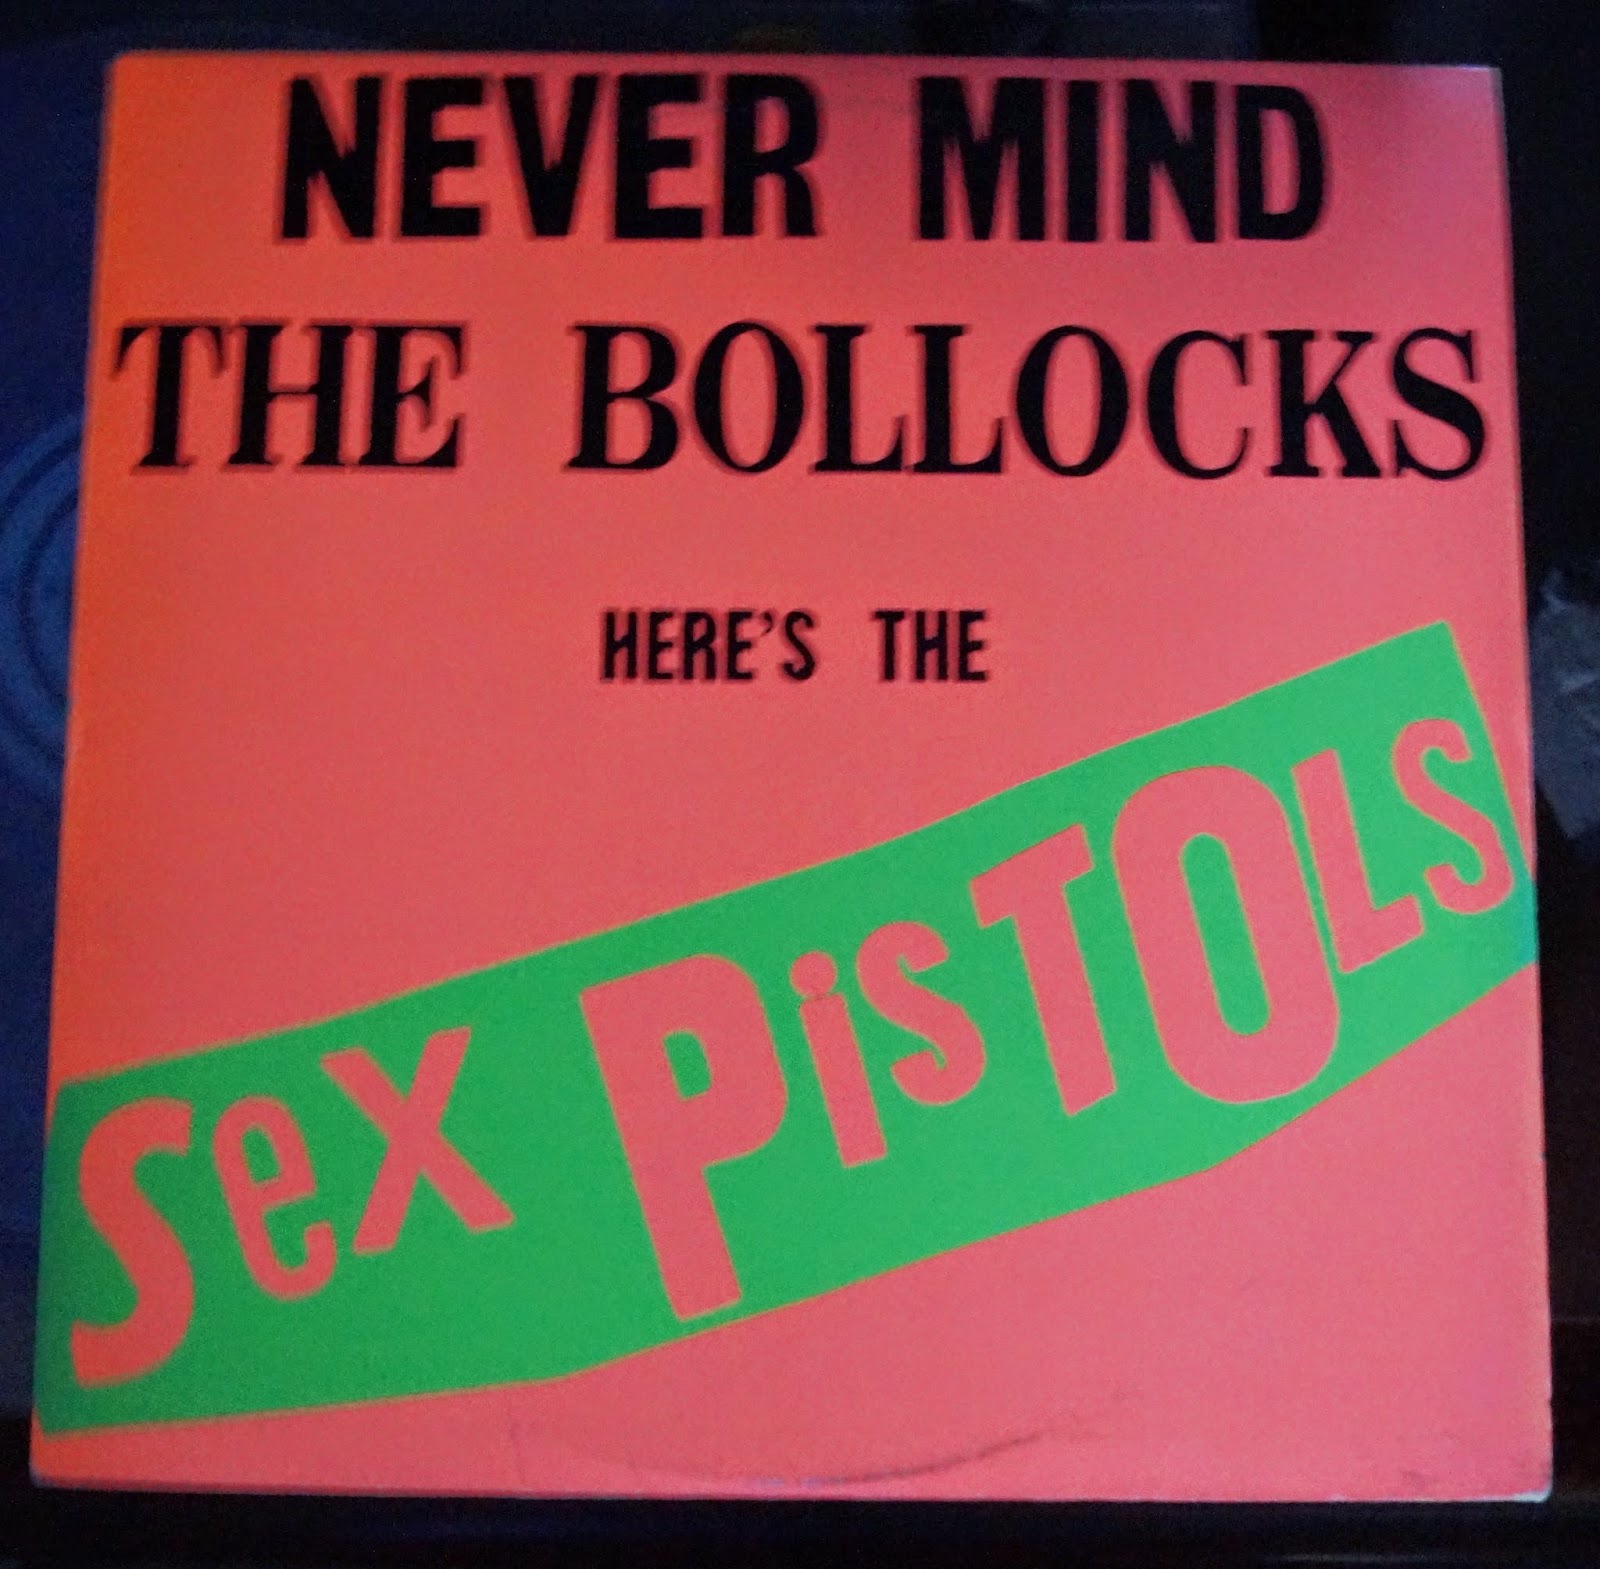 NEVER MIND
THE BOLLOCKS
HERE'S THE
Sex PiSTOLS